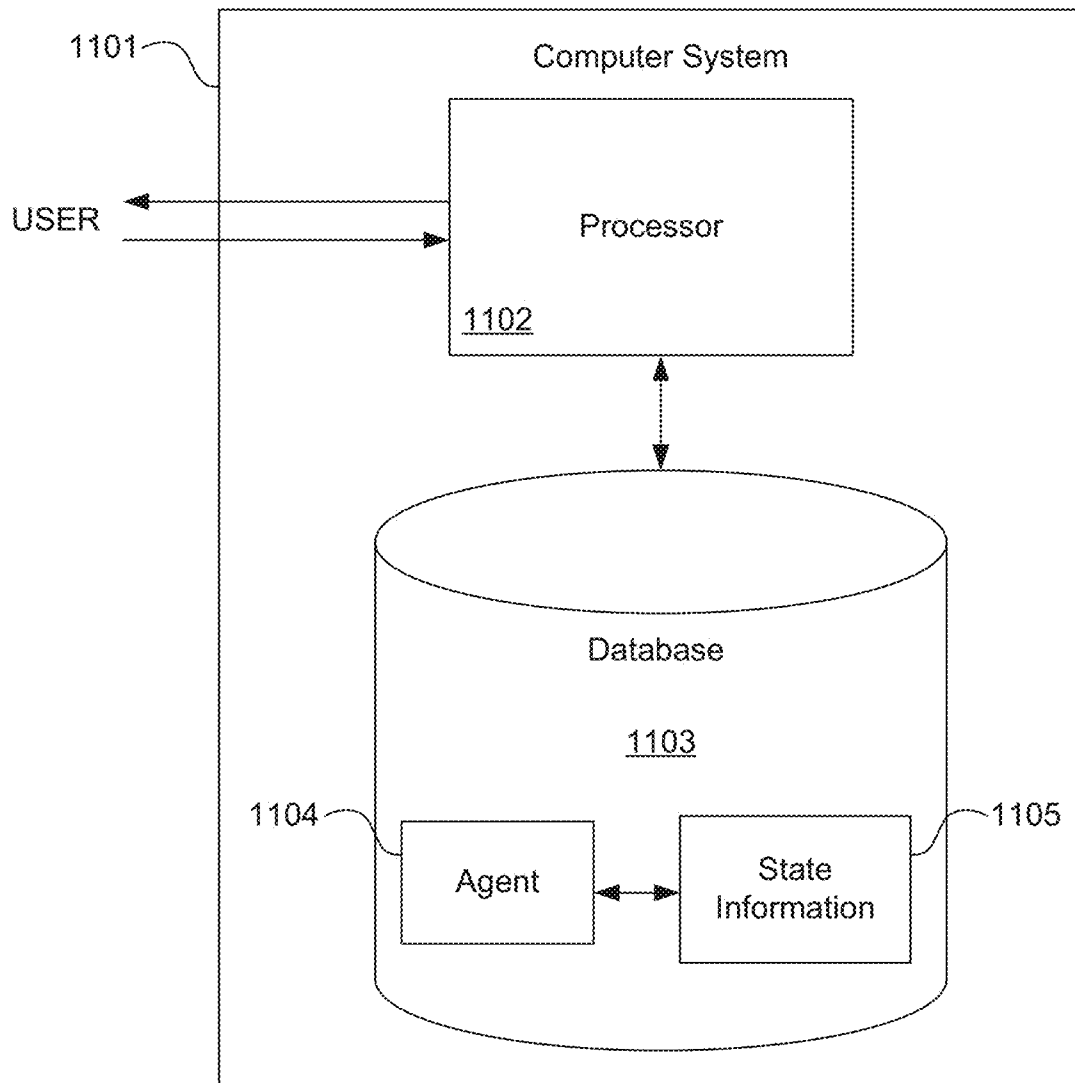 1101
Computer System
USER
Processor
1102
Database
1103
1104
1105
Agent
State
Information